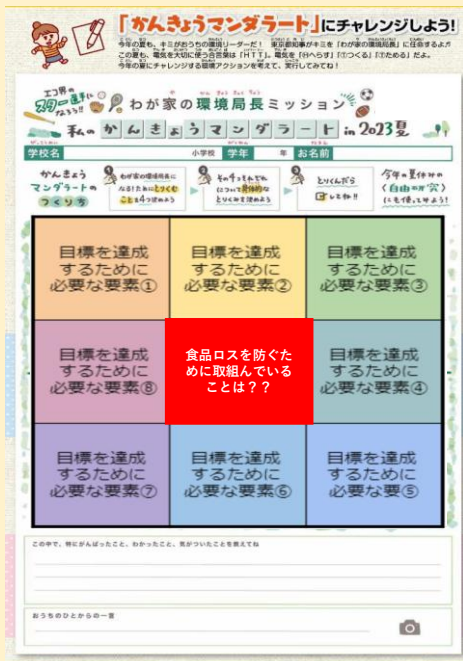 「かんきょうマンダラート」にチャレンジしよう!
今年の夏も、キミがおうちの環境リーダーだ! 東京都知事がキミを「わが家の環境局長」に任命するよ♬
この夏も、電気を大切に使う合言葉は「HTT」。電気を「Ⓗへらす」「Ⓣつくる」「Ⓣためる」だよ。
今年の夏にチャレンジする環境アクションを考えて、実行してみてね!
エコ界の
スター選手に
なろう!!
わが家の環境局長ミッション
私の かんきょうマンダラート in 2023夏
学校名 小学校 学年 年 お名前
かんきょう
マンダラートの
つくり方
1 わが家の環境局長に
なるためにとりくむ
ことを4つ決めよう
2 その4つそれぞれ
について具体的な
とりくみを決めよう
3 とりくんだら
☑しとね!!
今年の夏休みの
〈自由研究〉
にも使ってみよう!
目標を達成
するために
必要な要素①
目標を達成
するために
必要な要素②
目標を達成
するために
必要な要素③
目標を達成
するために
必要な要素⑧
食品ロスを防ぐた
めに取組んでいる
ことは??
目標を達成
するために
必要な要素④
目標を達成
するために
必要な要素⑦
目標を達成
するために
必要な要素⑥
目標を達成
するために
必要な要⑤
この中で、特にがんばったこと、わかったこと、気がついたことを教えてね
おうちのひとからの一言